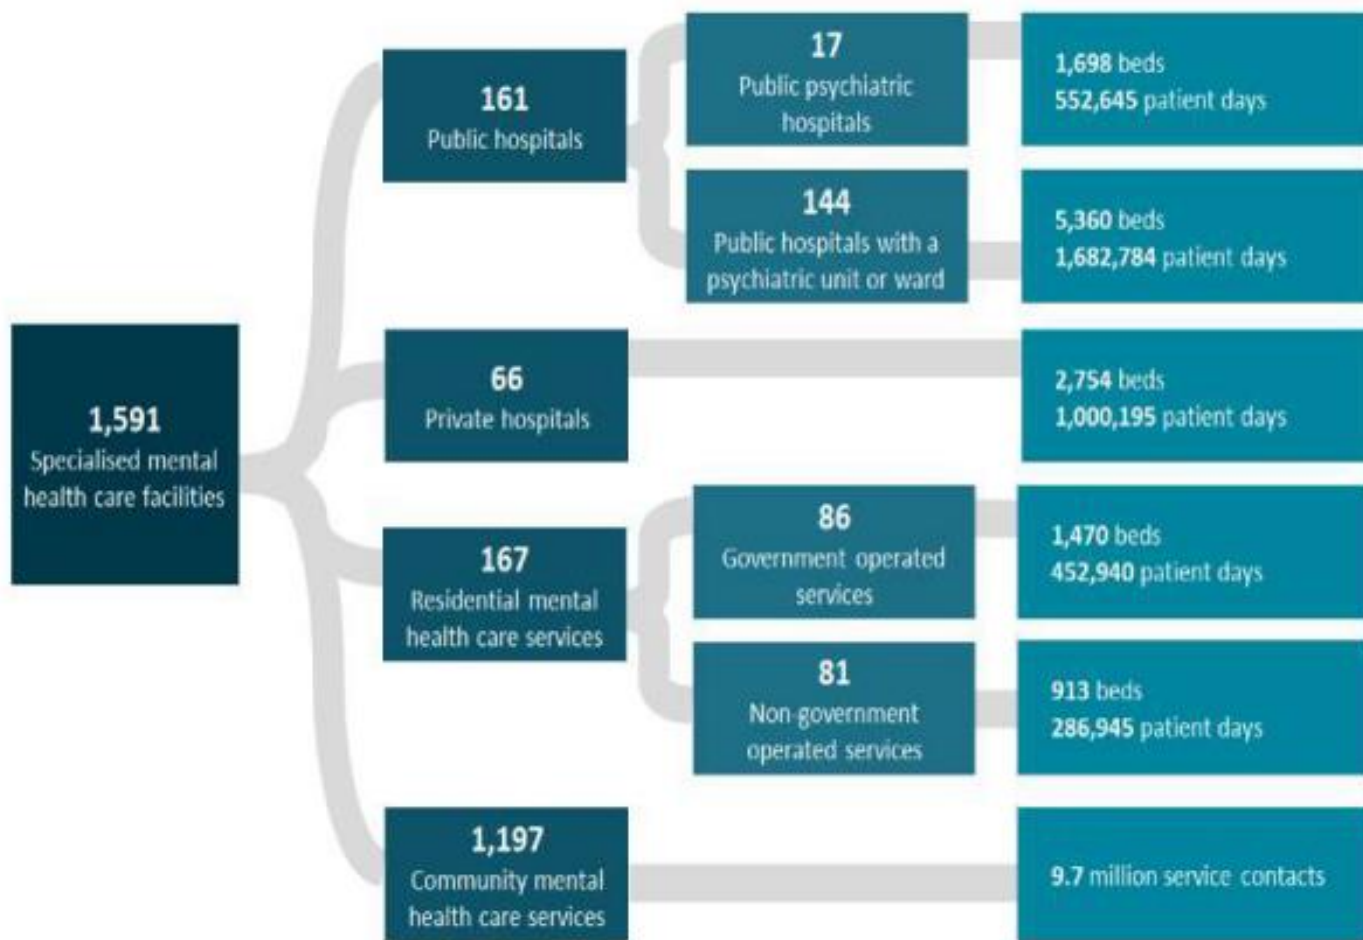 1,591
Specialised mental
health care facilities
161
Public hospitals
17
Public psychiatric
hospitals
1,698 beds
552,645 patient days
144
Public hospitals with a
psychiatric unit or ward
5,360 beds
1,682,784 patient days
66
Private hospitals
2,754 beds
1,000,195 patient days
167
Residential mental
health care services
86
Government operated
services
1,470 beds
452,940 patient days
81
Non-government
operated services
913 beds
286,945 patient days
1,197
Community mental
health care services
9.7 million service contacts